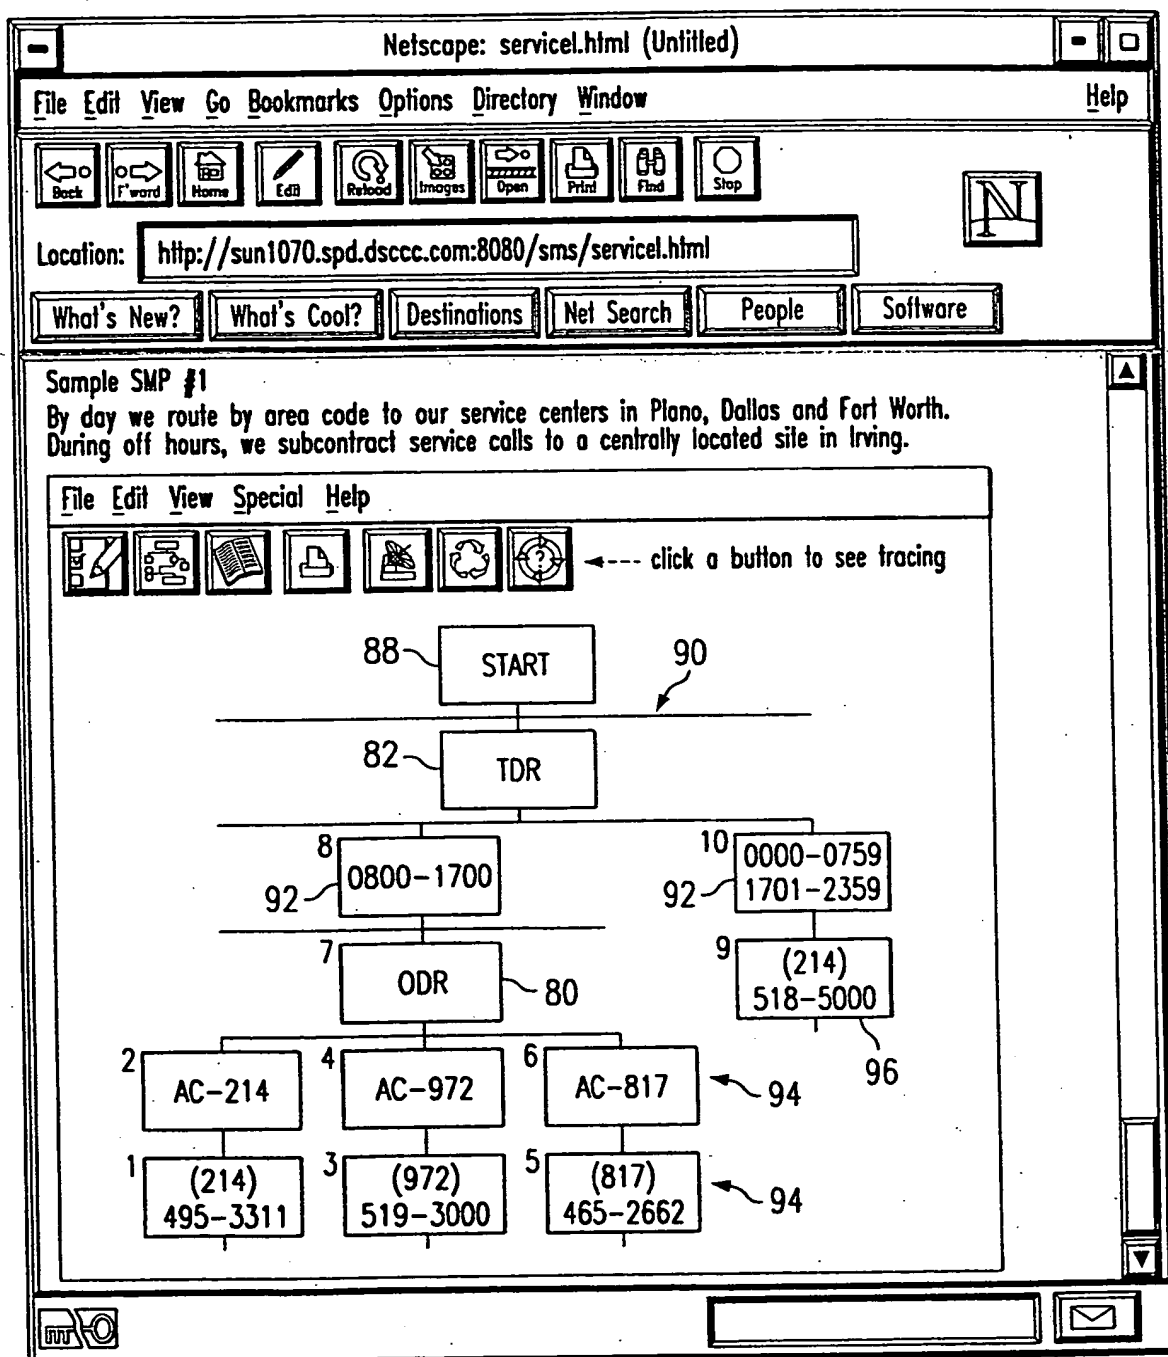 Netscape: servicel.html (Untitled)
File Edit View Go Bookmarks Options Directory Window Help
Back F'word Home Edit Reload Images Open Print Find Stop
N
Location: http://sun1070.spd.dsccc.com:8080/sms/servicel.html
What's New? What's Cool? Destinations Net Search People Software
Sample SMP #1
By day we route by area code to our service centers in Plano, Dallas and Fort Worth.
During off hours, we subcontract service calls to a centrally located site in Irving.
File Edit View Special Help
? click a button to see tracing
88 START 90
82 TDR
8 0800-1700 92
10 0000-0759
1701-2359 92
7 ODR 80
9 (214)
518-5000 96
2 AC-214 4 AC-972 6 AC-817 94
1 (214) 3 (972) 5 (817)
495-3311 519-3000 465-2662 94